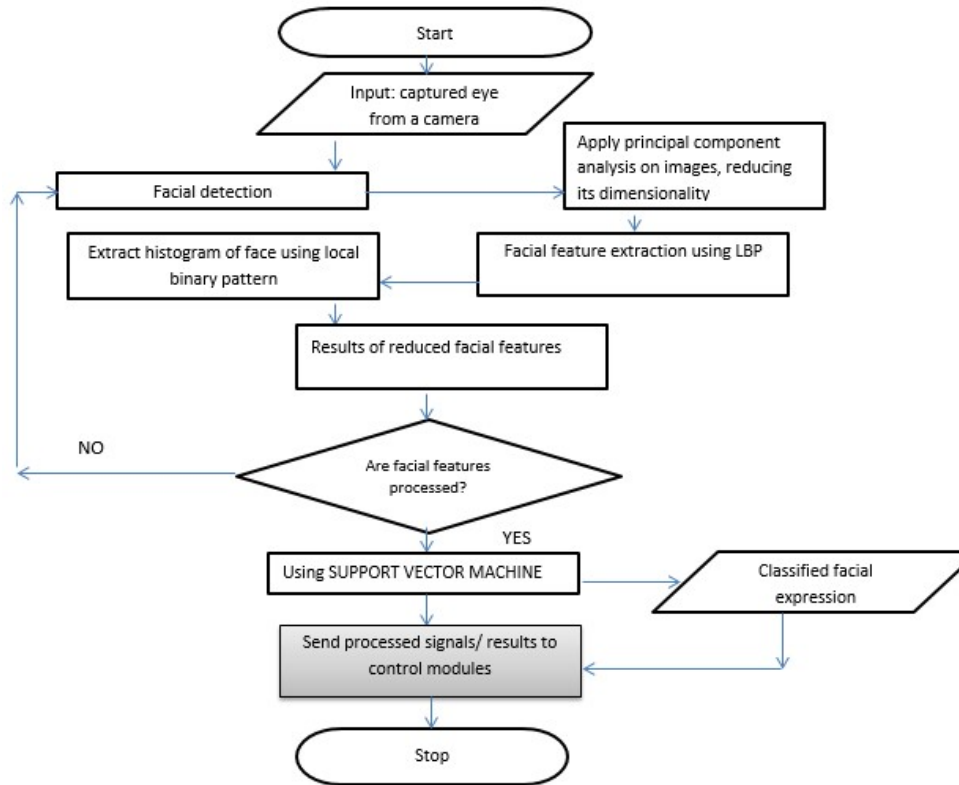 Start
Input: captured eye
from a camera
Apply principal component
analysis on images, reducing
its dimensionality
Facial detection
Extract histogram of face using local
binary pattern
Facial feature extraction using LBP
Results of reduced facial features
NO
Are facial features
processed?
YES
Using SUPPORT VECTOR MACHINE
Classified facial
expression
Send processed signals/ results to
control modules
Stop